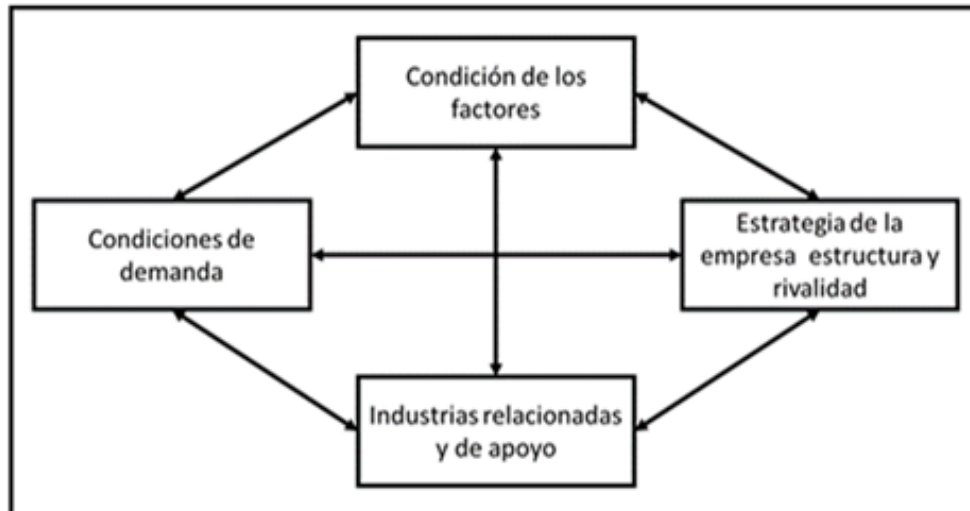 Condición de los
factores
Condiciones de
demanda
Estrategia de la
empresa estructura y
rivalidad
Industrias relacionadas
y de apoyo